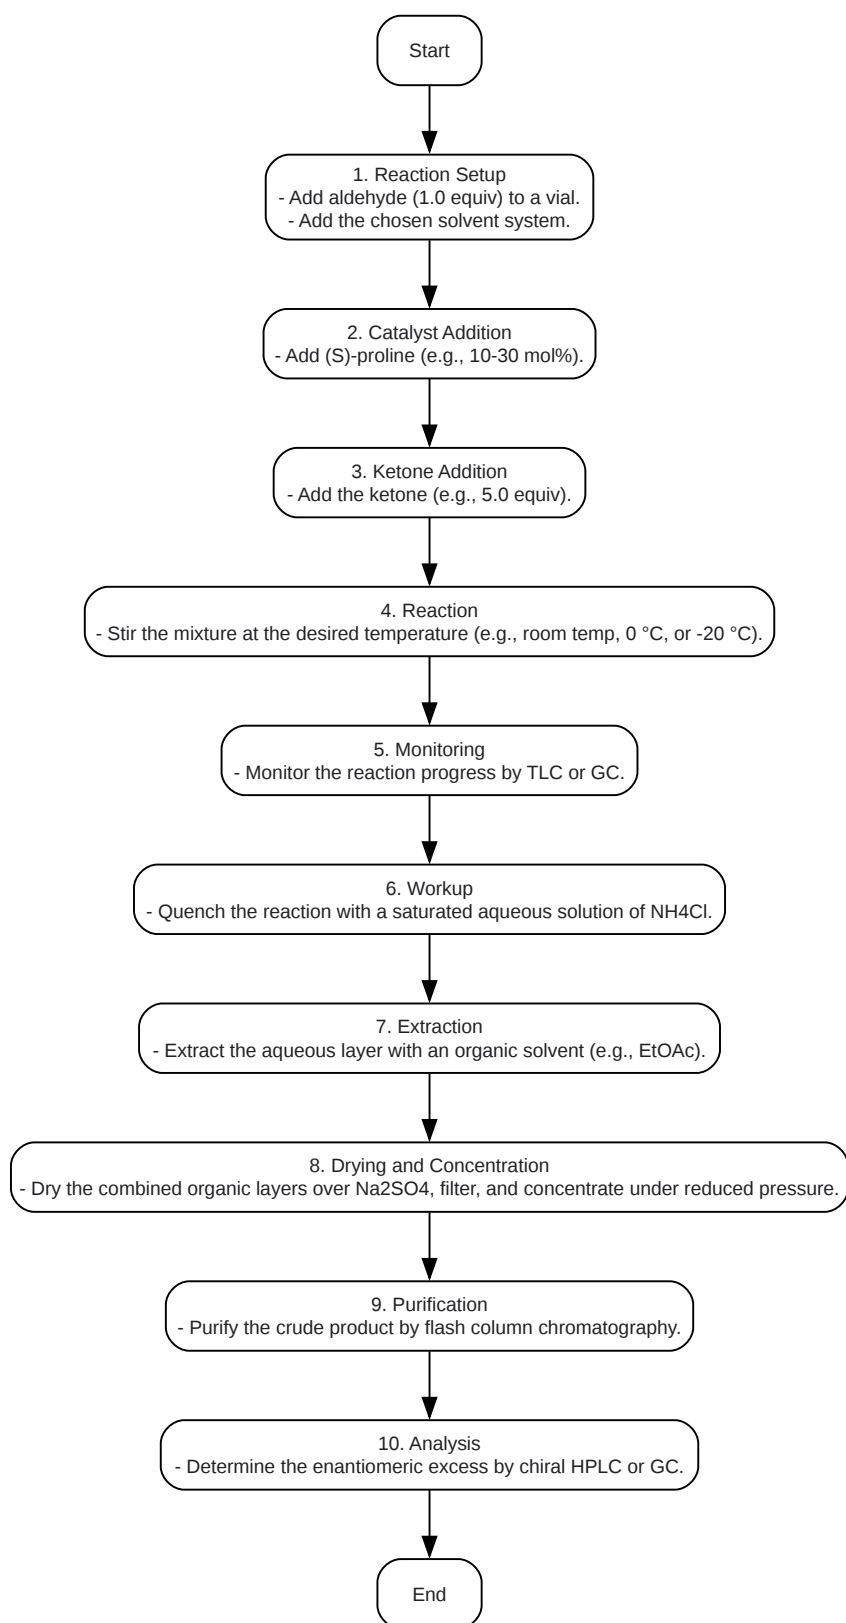 Start
1. Reaction Setup
- Add aldehyde (1.0 equiv) to a vial.
- Add the chosen solvent system.
2. Catalyst Addition
- Add (S)-proline (e.g., 10-30 mol%).
3. Ketone Addition
- Add the ketone (e.g., 5.0 equiv).
4. Reaction
- Stir the mixture at the desired temperature (e.g., room temp, 0 °C, or -20 °C).
5. Monitoring
- Monitor the reaction progress by TLC or GC.
6. Workup
- Quench the reaction with a saturated aqueous solution of NH4Cl.
7. Extraction
- Extract the aqueous layer with an organic solvent (e.g., EtOAc).
8. Drying and Concentration
- Dry the combined organic layers over Na2SO4, filter, and concentrate under reduced pressure.
9. Purification
- Purify the crude product by flash column chromatography.
10. Analysis
- Determine the enantiomeric excess by chiral HPLC or GC.
End